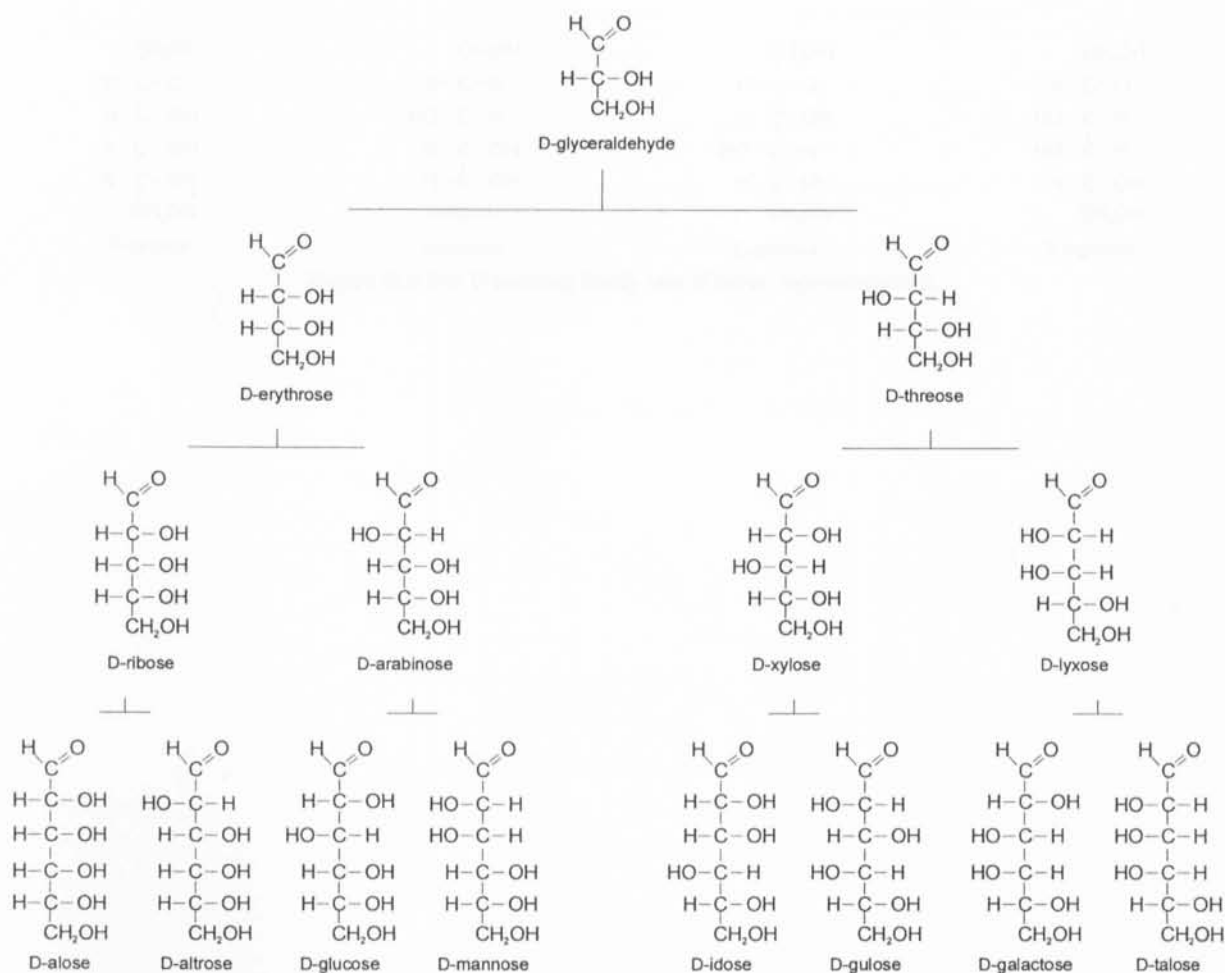 H O
C
H–C–OH
CH₂OH
D-glyceraldehyde
H O H O
C C
H–C–OH HO–C–H
H–C–OH H–C–OH
CH₂OH CH₂OH
D-erythrose D-threose
H O H O H O H O
C C C C
H–C–OH HO–C–H H–C–OH HO–C–H
H–C–OH H–C–OH HO–C–H HO–C–H
H–C–OH H–C–OH H–C–OH H–C–OH
CH₂OH CH₂OH CH₂OH CH₂OH
D-ribose D-arabinose D-xylose D-lyxose
H O H O H O H O H O H O H O H O
C C C C C C C C
H–C–OH HO–C–H H–C–OH HO–C–H H–C–OH HO–C–H H–C–OH HO–C–H
H–C–OH H–C–OH HO–C–H HO–C–H H–C–OH H–C–OH HO–C–H HO–C–H
H–C–OH H–C–OH H–C–OH H–C–OH HO–C–H HO–C–H HO–C–H HO–C–H
H–C–OH H–C–OH H–C–OH H–C–OH H–C–OH H–C–OH H–C–OH H–C–OH
CH₂OH CH₂OH CH₂OH CH₂OH CH₂OH CH₂OH CH₂OH CH₂OH
D-alose D-altrose D-glucose D-mannose D-idose D-gulose D-galactose D-talose